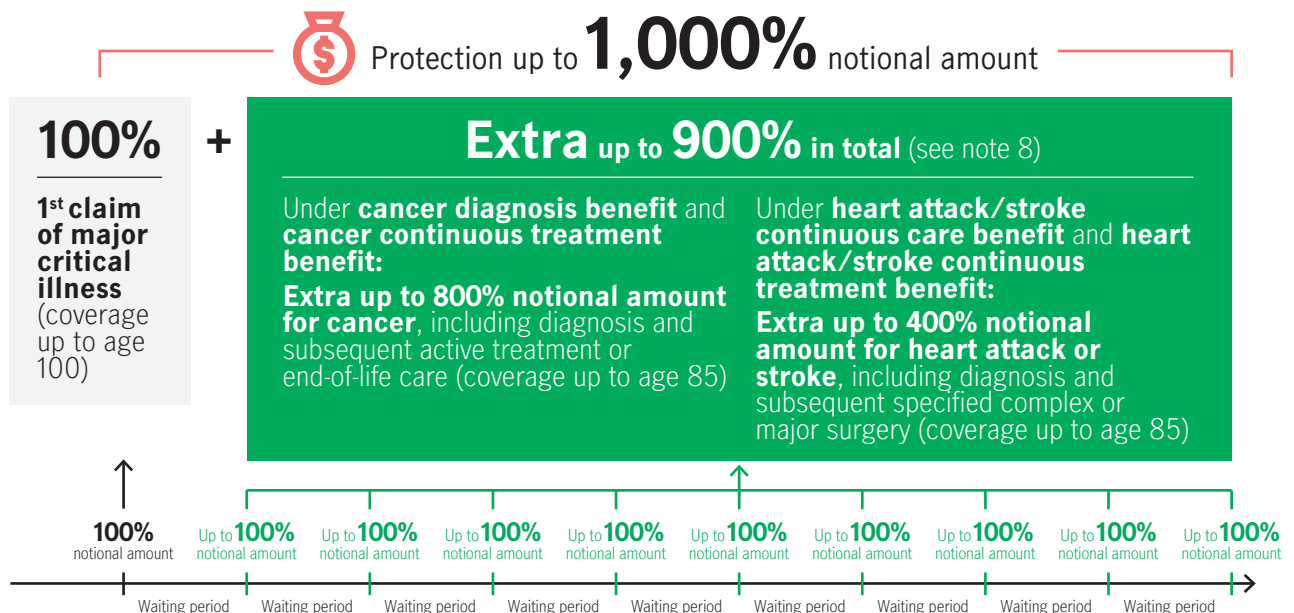 $
Protection up to 1,000% notional amount
100%
1st claim
of major
critical
illness
(coverage
up to age
100)
+
Extra up to 900% in total (see note 8)
Under cancer diagnosis benefit and
cancer continuous treatment
benefit:
Extra up to 800% notional amount
for cancer, including diagnosis and
subsequent active treatment or
end-of-life care (coverage up to age 85)
Under heart attack/stroke
continuous care benefit and heart
attack/stroke continuous
treatment benefit:
Extra up to 400% notional
amount for heart attack or
stroke, including diagnosis and
subsequent specified complex or
major surgery (coverage up to age 85)
100%
notional amount
Up to 100%
notional amount
Up to 100%
notional amount
Up to 100%
notional amount
Up to 100%
notional amount
Up to 100%
notional amount
Up to 100%
notional amount
Up to 100%
notional amount
Up to 100%
notional amount
Up to 100%
notional amount
Waiting period
Waiting period
Waiting period
Waiting period
Waiting period
Waiting period
Waiting period
Waiting period
Waiting period